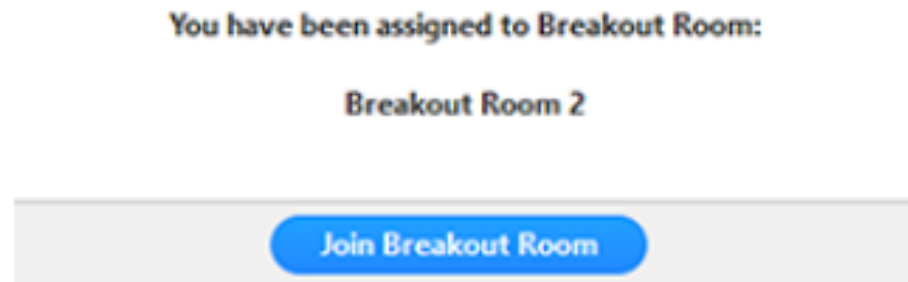 You have been assigned to Breakout Room:
Breakout Room 2
Join Breakout Room